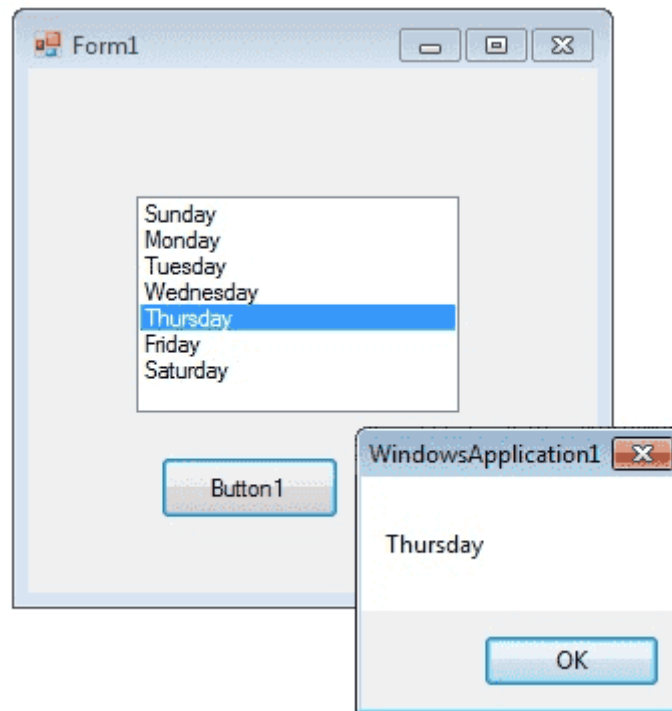 Form1
Sunday
Monday
Tuesday
Wednesday
Thursday
Friday
Saturday
Button1
WindowsApplication1
Thursday
OK